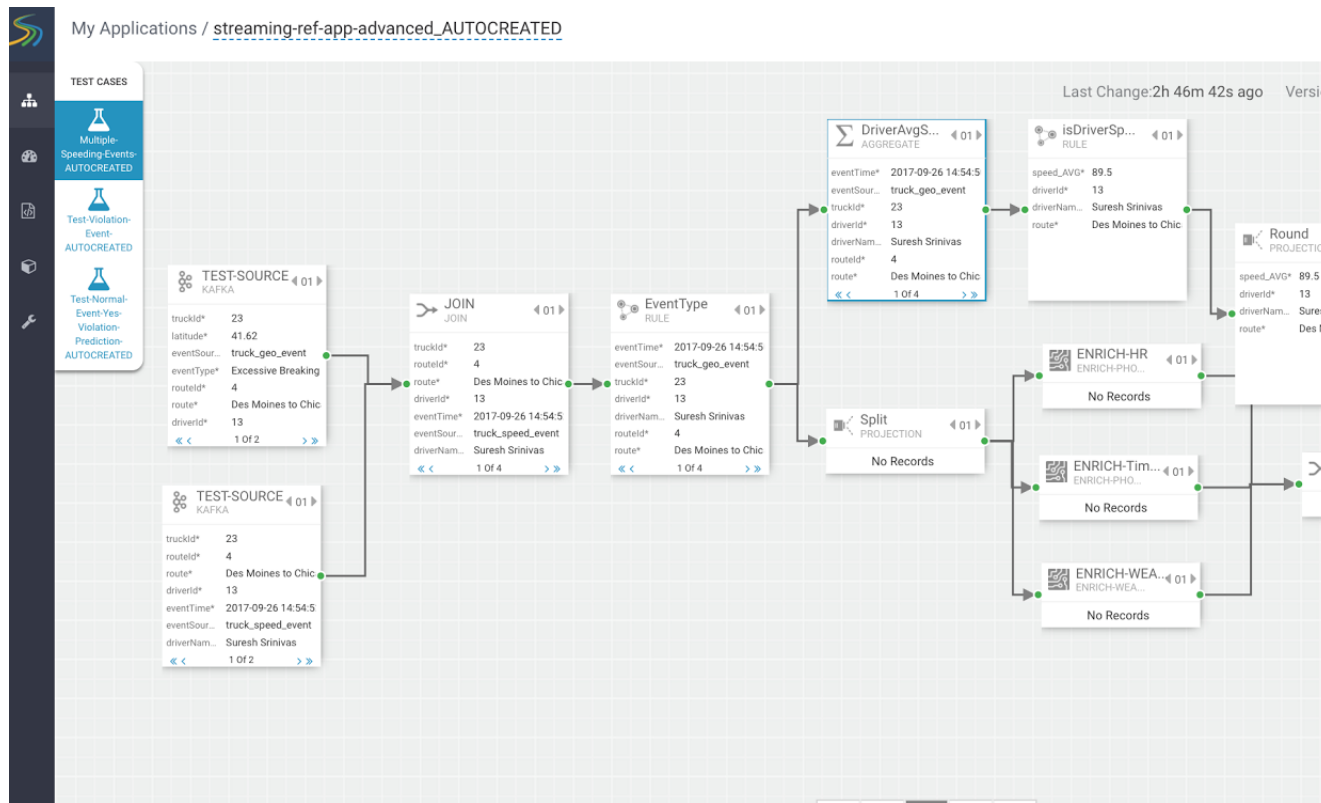 My Applications / streaming-ref-app-advanced_AUTOCREATED
Last Change:2h 46m 42s ago Versi
TEST CASES
Multiple-
Speeding-Events-
AUTOCREATED
Test-Violation-
Event-
AUTOCREATED
Test-Normal-
Event-Yes-
Violation-
Prediction-
AUTOCREATED
TEST-SOURCE 01
KAFKA
truckId* 23
latitude* 41.62
eventSour... truck_geo_event
eventType* Excessive Breaking
routeId* 4
route* Des Moines to Chic
driverId* 13
« < 1 Of 2 > »
TEST-SOURCE 01
KAFKA
truckId* 23
routeId* 4
route* Des Moines to Chic
driverId* 13
eventTime* 2017-09-26 14:54:5
eventSour... truck_speed_event
driverNam... Suresh Srinivas
« < 1 Of 2 > »
JOIN 01
JOIN
truckId* 23
routeId* 4
route* Des Moines to Chic
driverId* 13
eventTime* 2017-09-26 14:54:5
eventSour... truck_speed_event
driverNam... Suresh Srinivas
« < 1 Of 4 > »
EventType 01
RULE
eventTime* 2017-09-26 14:54:5
eventSour... truck_geo_event
truckId* 23
driverId* 13
driverNam... Suresh Srinivas
routeId* 4
route* Des Moines to Chic
« < 1 Of 4 > »
DriverAvgS... 01
AGGREGATE
eventTime* 2017-09-26 14:54:5
eventSour... truck_geo_event
truckId* 23
driverId* 13
driverNam... Suresh Srinivas
routeId* 4
route* Des Moines to Chic
« < 1 Of 4 > »
isDriverSp... 01
RULE
speed_AVG* 89.5
driverId* 13
driverNam... Suresh Srinivas
route* Des Moines to Chic
Round
PROJECTIO
speed_AVG* 89.5
driverId* 13
driverNam... Sures
route* Des M
Split 01
PROJECTION
No Records
ENRICH-HR 01
ENRICH-PHO...
No Records
ENRICH-Tim... 01
ENRICH-PHO...
No Records
ENRICH-WEA... 01
ENRICH-WEA...
No Records